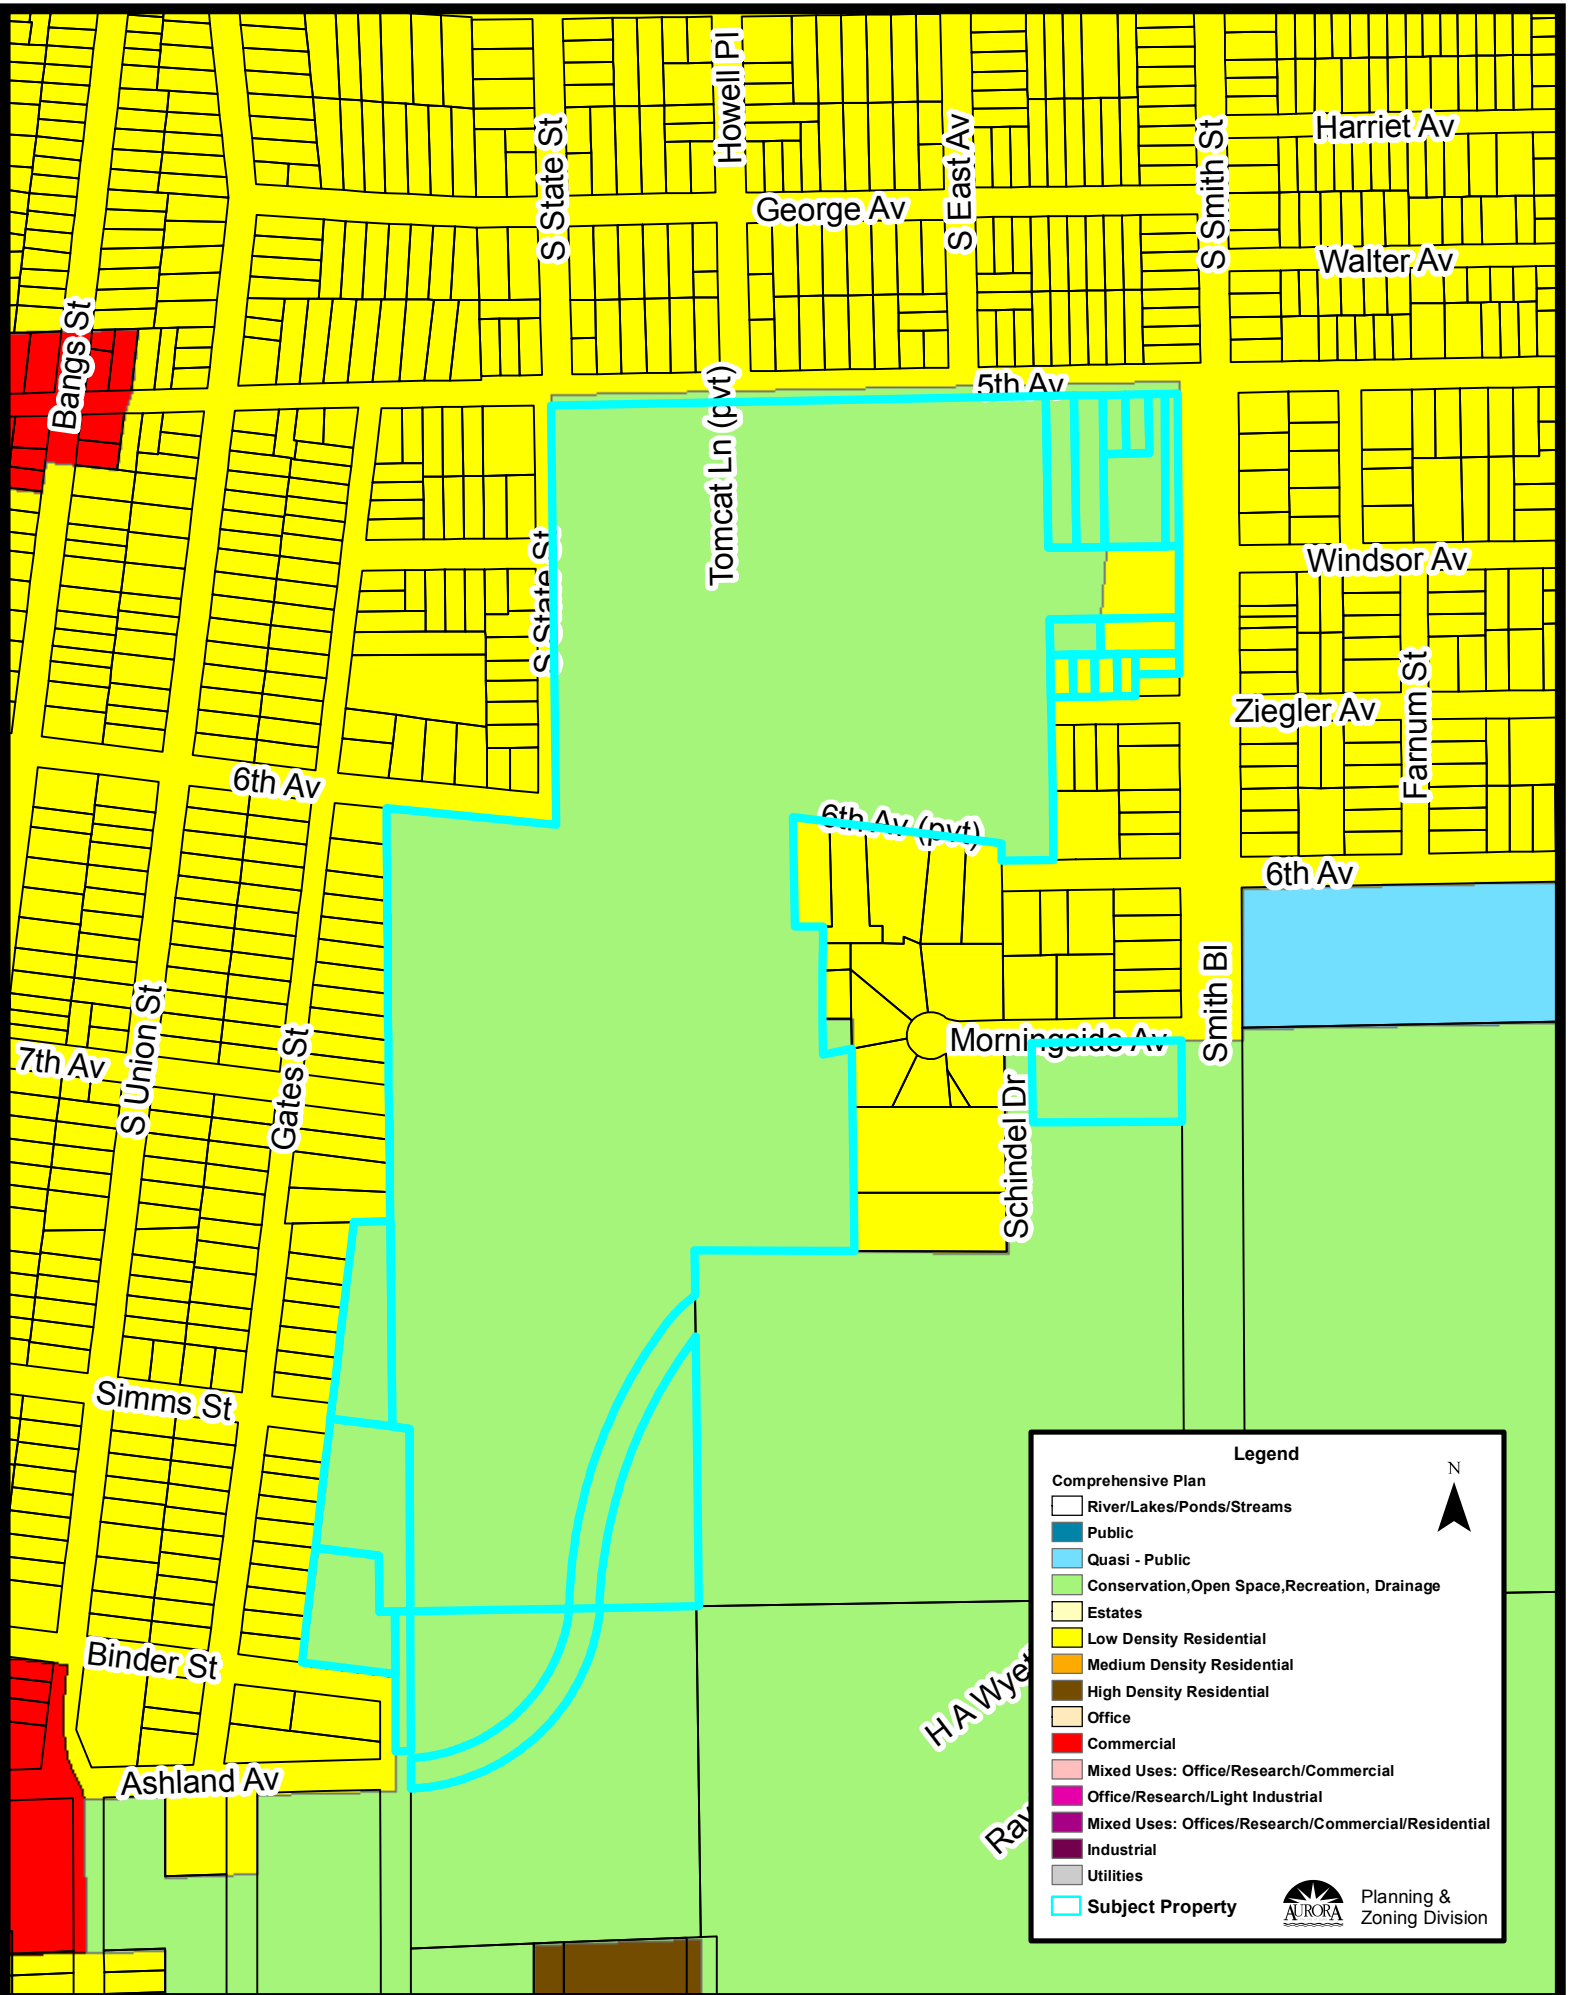 Howell Pl
Harriet Av
S State St
S East Av
S Smith St
George Av
Walter Av
Bangs St
5th Av
Tomcat Ln (pvt)
S State St
Windsor Av
Farnum St
Ziegler Av
6th Av
6th Av (pvt)
6th Av
S Union St
Smith Bl
Gates St
7th Av
Morningside Av
Schindel Dr
Simms St
Binder St
H A Wyet
Ashland Av
Ray
Legend
N
Comprehensive Plan
River/Lakes/Ponds/Streams
Public
Quasi - Public
Conservation,Open Space,Recreation, Drainage
Estates
Low Density Residential
Medium Density Residential
High Density Residential
Office
Commercial
Mixed Uses: Office/Research/Commercial
Office/Research/Light Industrial
Mixed Uses: Offices/Research/Commercial/Residential
Industrial
Utilities
Subject Property
AURORA
Planning &
Zoning Division